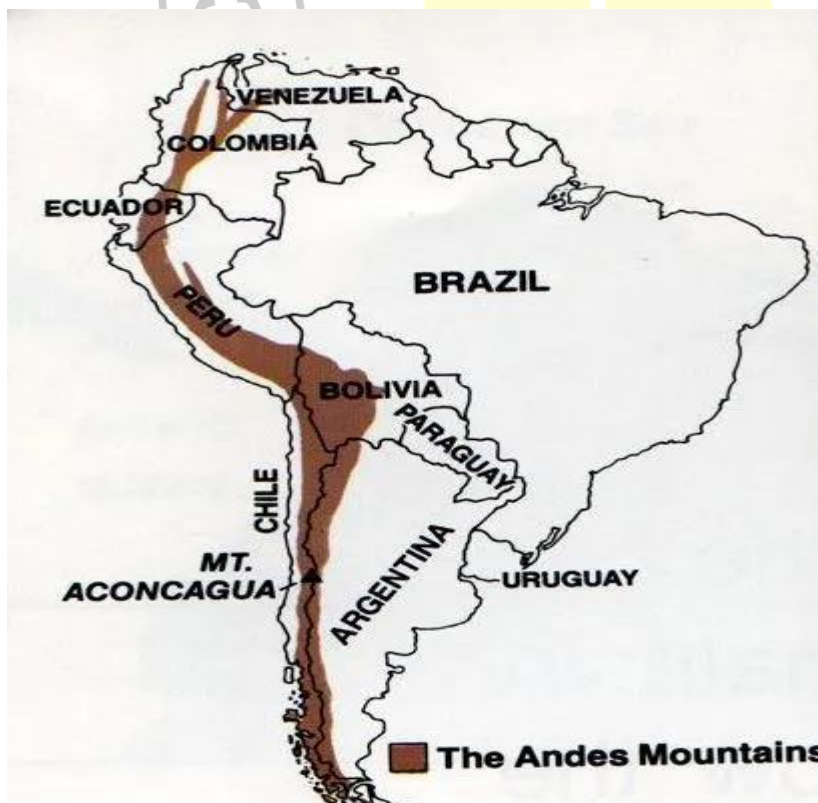 VENEZUELA
COLOMBIA
ECUADOR
BRAZIL
PERU
BOLIVIA
PARAGUAY
CHILE
MT.
ACONCAGUA
ARGENTINA
URUGUAY
The Andes Mountains